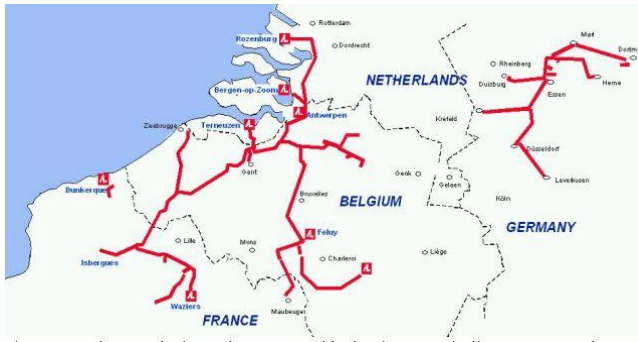 Rotterdam
Rozenburg
Dordrecht
Marl
Dortmu
Rheinberg
NETHERLANDS
Duisburg
Herne
Essen
Bergen-op-Zoom
Antwerpen
Krefeld
Terneuzen
Zeebrugge
Düsseldorf
Gent
Genk
Geleen
Leverkusen
Dunkerque
Bruxelles
BELGIUM
Köln
GERMANY
Feluy
Lille
Mons
Charleroi
Liège
Isbergues
Waziers
Maubeuge
FRANCE